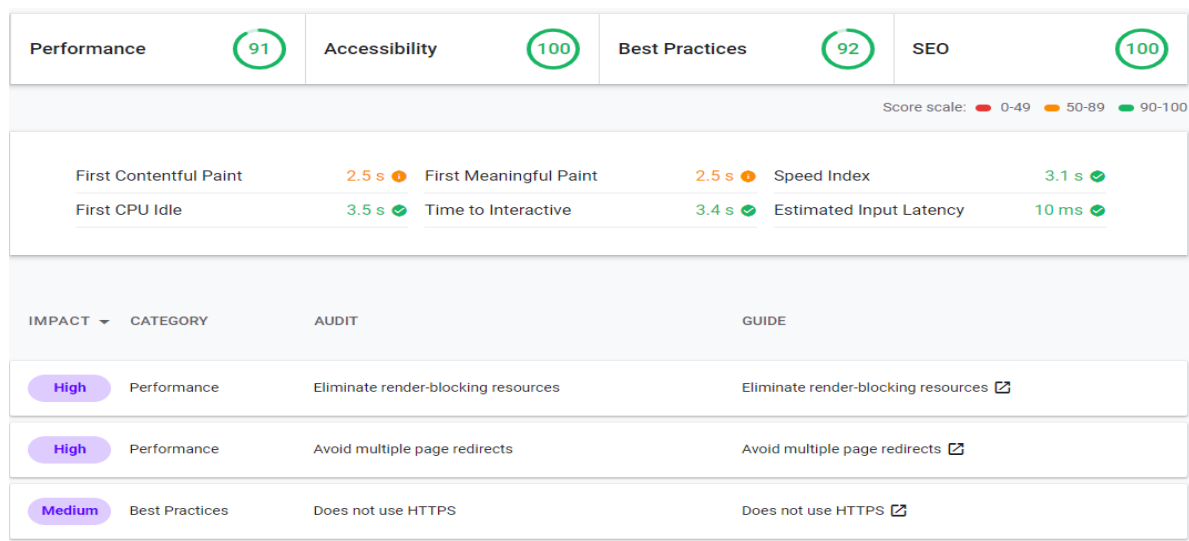 Performance 91 Accessibility 100 Best Practices 92 SEO 100
Score scale: 0-49 50-89 90-100
First Contentful Paint 2.5 s First Meaningful Paint 2.5 s Speed Index 3.1 s
First CPU Idle 3.5 s Time to Interactive 3.4 s Estimated Input Latency 10 ms
IMPACT CATEGORY AUDIT GUIDE
High Performance Eliminate render-blocking resources Eliminate render-blocking resources
High Performance Avoid multiple page redirects Avoid multiple page redirects
Medium Best Practices Does not use HTTPS Does not use HTTPS